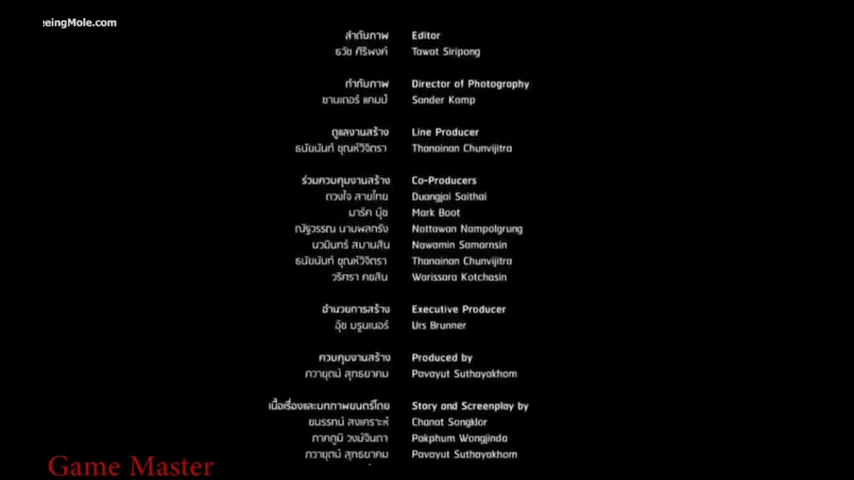 eeingMole.com
ลำดับภาพ Editor
ธวัช ศิริพงค์ Tawat Siripong
กำกับภาพ Director of Photography
ซานเดอร์ แคมป์ Sander Kamp
ดูแลงานสร้าง Line Producer
ธนัยนันท์ ชุณห์วิจิตรา Thanainan Chunvijitra
ร่วมควบคุมงานสร้าง Co-Producers
ดวงใจ สายไทย Duangjai Saithai
มาร์ค บู๊ช Mark Boot
ณัฐวรรณ นามพลกรัง Nattawan Nampolgrung
นวมินทร์ สมานสิน Nawamin Samarnsin
ธนัยนันท์ ชุณห์วิจิตรา Thanainan Chunvijitra
วริศรา คชสิน Warissara Kotchasin
อำนวยการสร้าง Executive Producer
อุ๊ช บรูนเนอร์ Urs Brunner
ควบคุมงานสร้าง Produced by
ภวายุตม์ สุทธยาคม Pavayut Suthayakhom
เนื้อเรื่องและบทภาพยนตร์โดย Story and Screenplay by
ชนรรทน์ สงเคราะห์ Chanat Songklor
ภาคภูมิ วงษ์จินดา Pakphum Wongjinda
ภวายุตม์ สุทธยาคม Pavayut Suthayakhom
Game Master